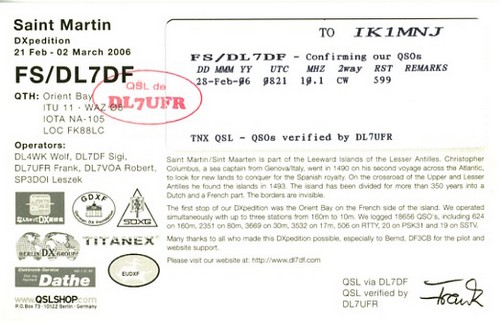 Saint Martin
DXpedition
21 Feb - 02 March 2006
FS/DL7DF
QTH: Orient Bay
ITU 11 - WAZ 08
IOTA NA-105
LOC FK88LC
QSL de
DL7UFR
Operators:
DL4WK Wolf, DL7DF Sigi,
DL7UFR Frank, DL7VOA Robert,
SP3DOI Leszek
TO IK1MNJ
FS/DL7DF - Confirming our QSOs
DD MMM YY UTC MHZ 2way RST REMARKS
28-Feb-06 0821 10.1 CW 599
TNX QSL - QSOs verified by DL7UFR
Saint Martin/Sint Maarten is part of the Leeward Islands of the Lesser Antilles, Christopher
Columbus, a sea captain from Genova/Italy, went in 1490 on his second voyage across the Atlantic,
to look for new lands to conquer for the Spanish royalty. On the crossroad of the Upper and Lesser
Antilles he found the islands in 1493. The island has been divided for more than 350 years into a
Dutch and a French part. The borders are invisible.
The first stop of our DXpedition was the Orient Bay on the French side of the island. We operated
simultaneously with up to three stations from 160m to 10m. We logged 18656 QSO's, including 624
on 160m, 2351 on 80m, 3669 on 30m, 3532 on 17m, 506 on RTTY, 20 on PSK31 and 19 on SSTV.
Many thanks to all who made this DXpedition possible, especially to Bernd, DF3CB for the pilot and
website support.
Please visit our website at: http://www.dl7df.com
GDXF
SDXG
BERLIN DX GROUP
TITANEX
Elektronik-Service
Dathe
EUDXF
www.QSLSHOP.com
P.O. Box 73 - 10122 Berlin - Germany
QSL via DL7DF
QSL verified by
DL7UFR
Frank